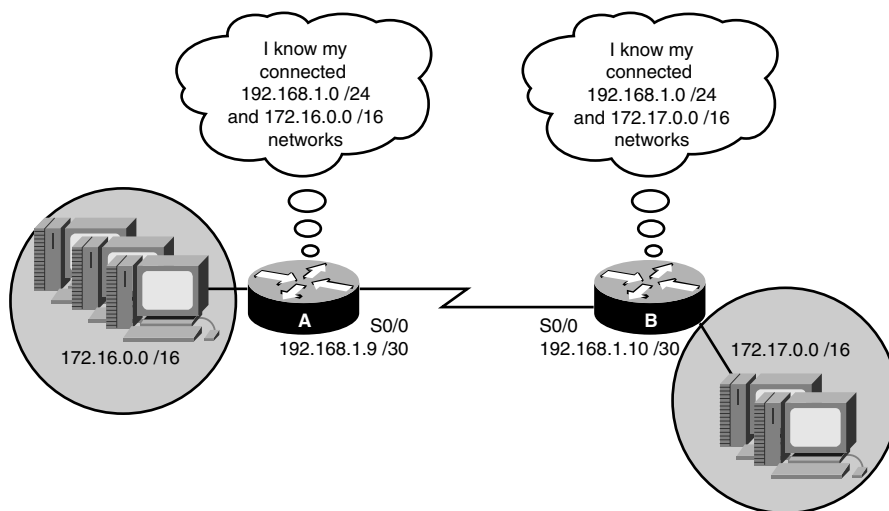 I know my
connected
192.168.1.0 /24
and 172.16.0.0 /16
networks
I know my
connected
192.168.1.0 /24
and 172.17.0.0 /16
networks
A
B
S0/0
192.168.1.9 /30
S0/0
192.168.1.10 /30
172.16.0.0 /16
172.17.0.0 /16